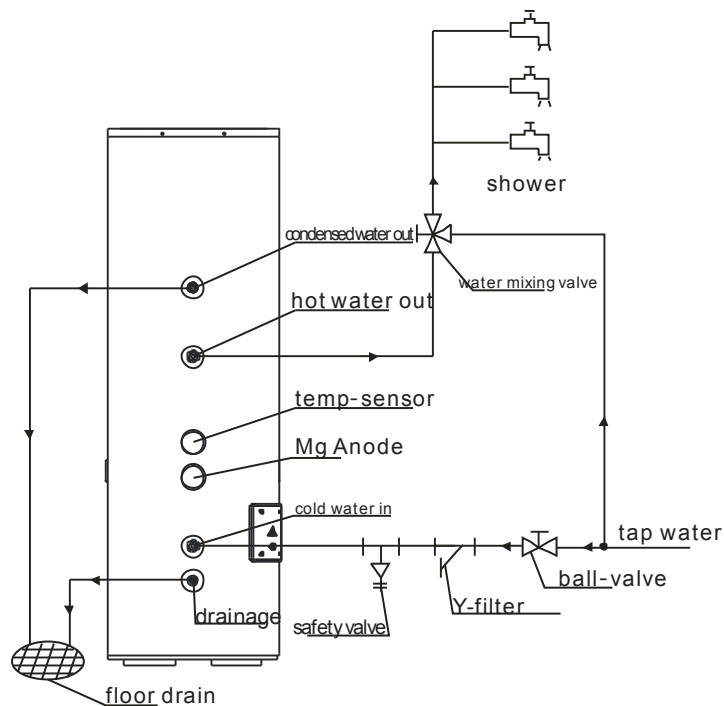 shower
condensed water out
water mixing valve
hot water out
temp-sensor
Mg Anode
cold water in
tap water
ball-valve
Y-filter
drainage
safety valve
floor drain